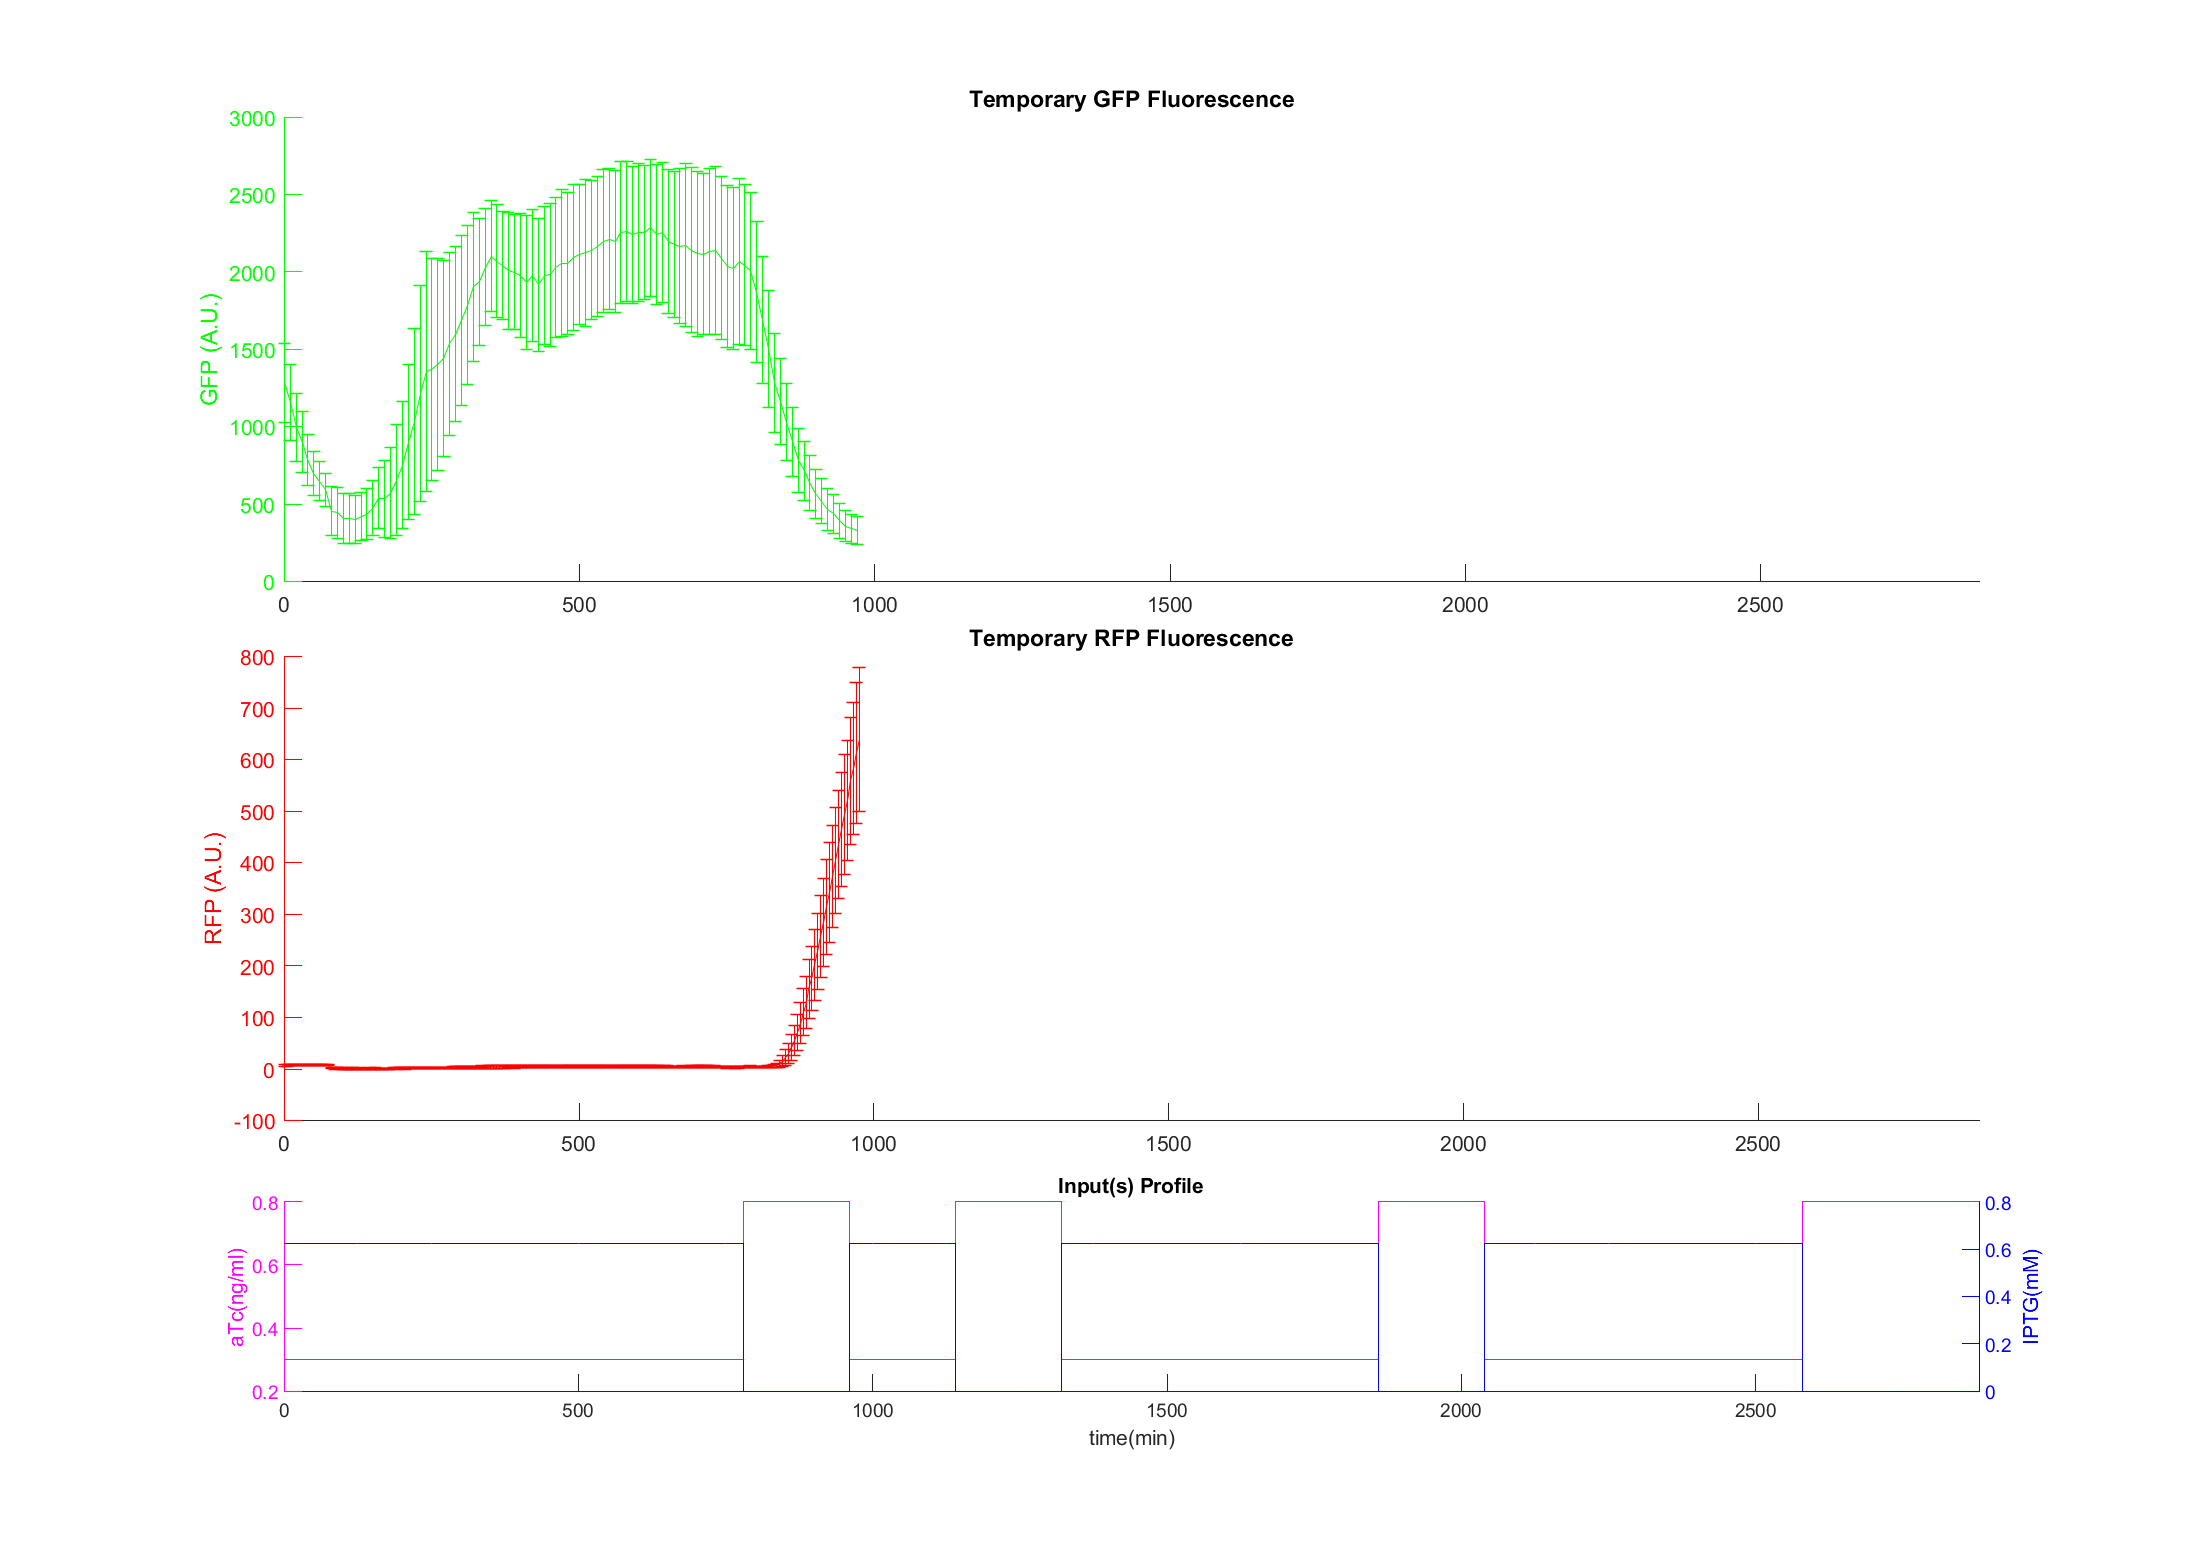 Temporary GFP Fluorescence
GFP (A.U.)
3000
2500
2000
1500
1000
500
0
0 500 1000 1500 2000 2500
Temporary RFP Fluorescence
RFP (A.U.)
800
700
600
500
400
300
200
100
0
-100
0 500 1000 1500 2000 2500
Input(s) Profile
aTc(ng/ml)
0.8
0.6
0.4
0.2
0.8
0.6
0.4
0.2
0
IPTG(mM)
0 500 1000 1500 2000 2500
time(min)